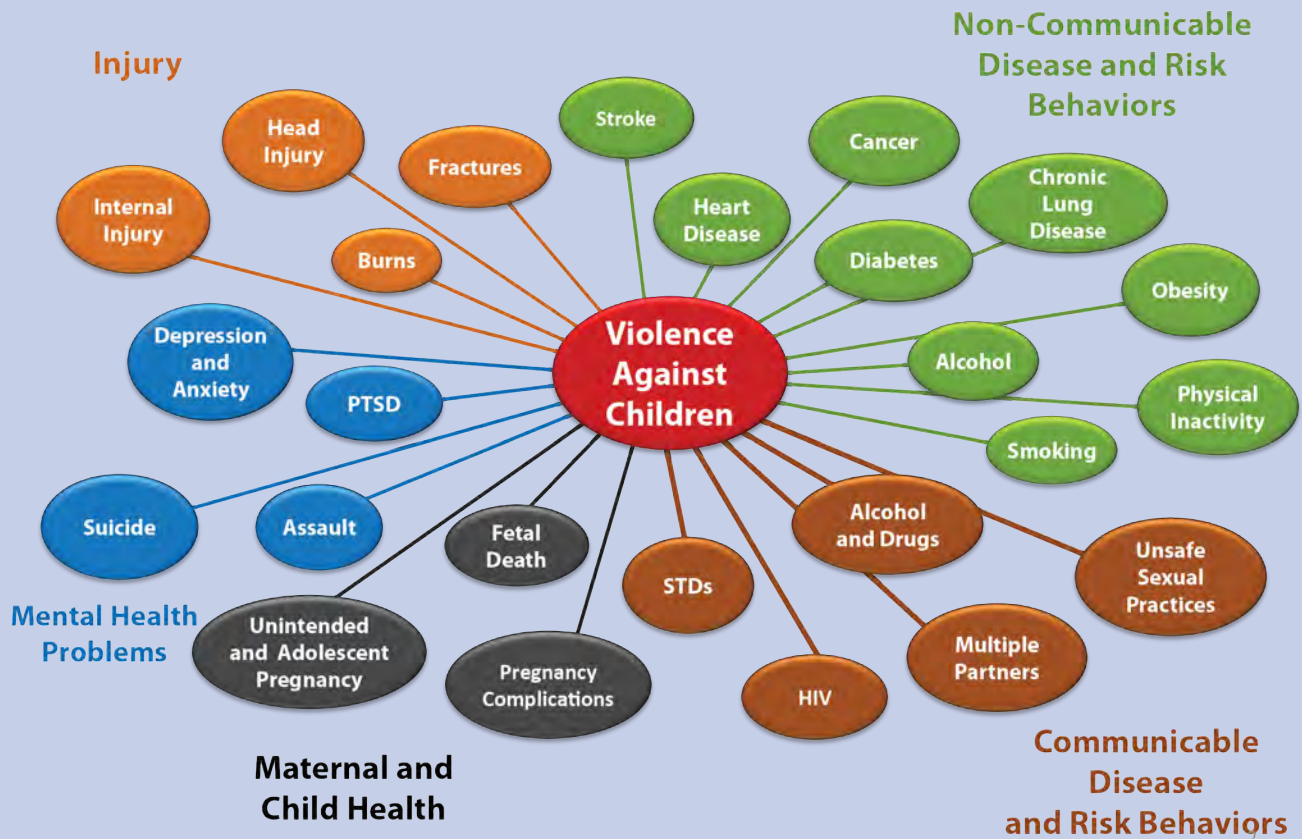 Injury
Head
Injury
Fractures
Internal
Injury
Burns
Non-Communicable
Disease and Risk
Behaviors
Stroke
Cancer
Heart
Disease
Chronic
Lung
Disease
Diabetes
Obesity
Alcohol
Physical
Inactivity
Smoking
Violence
Against
Children
Depression
and
Anxiety
PTSD
Suicide
Assault
Mental Health
Problems
Fetal
Death
Unintended
and Adolescent
Pregnancy
Pregnancy
Complications
Maternal and
Child Health
STDs
Alcohol
and Drugs
Unsafe
Sexual
Practices
Multiple
Partners
HIV
Communicable
Disease
and Risk Behaviors